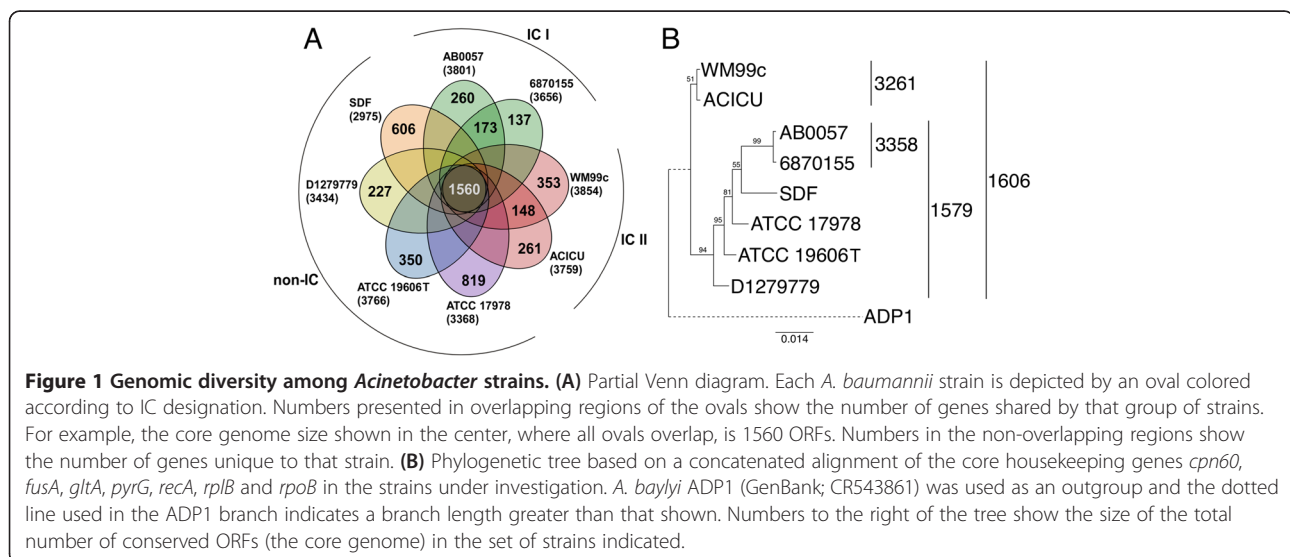 A
IC I
AB0057
(3801)
6870155
(3656)
SDF
(2975)
260
137
606
173
D1279779
(3434)
227
1560
353
WM99c
(3854)
148
350
261
IC II
819
ACICU
(3759)
non-IC
ATCC 19606T
(3766)
ATCC 17978
(3368)
B
51
WM99c
ACICU
3261
99
AB0057
6870155
3358
55
SDF
81
ATCC 17978
95
ATCC 19606T
94
D1279779
1579
1606
ADP1
0.014
Figure 1 Genomic diversity among Acinetobacter strains. (A) Partial Venn diagram. Each A. baumannii strain is depicted by an oval colored
according to IC designation. Numbers presented in overlapping regions of the ovals show the number of genes shared by that group of strains.
For example, the core genome size shown in the center, where all ovals overlap, is 1560 ORFs. Numbers in the non-overlapping regions show
the number of genes unique to that strain. (B) Phylogenetic tree based on a concatenated alignment of the core housekeeping genes cpn60,
fusA, gltA, pyrG, recA, rplB and rpoB in the strains under investigation. A. baylyi ADP1 (GenBank; CR543861) was used as an outgroup and the dotted
line used in the ADP1 branch indicates a branch length greater than that shown. Numbers to the right of the tree show the size of the total
number of conserved ORFs (the core genome) in the set of strains indicated.